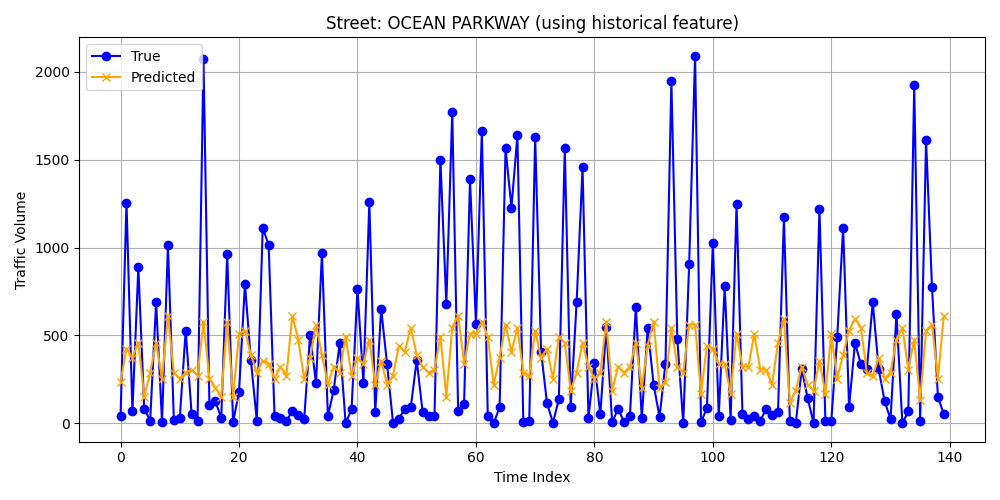 Street: OCEAN PARKWAY (using historical feature)
True
Predicted
Traffic Volume
2000
1500
1000
500
0
0 20 40 60 80 100 120 140
Time Index